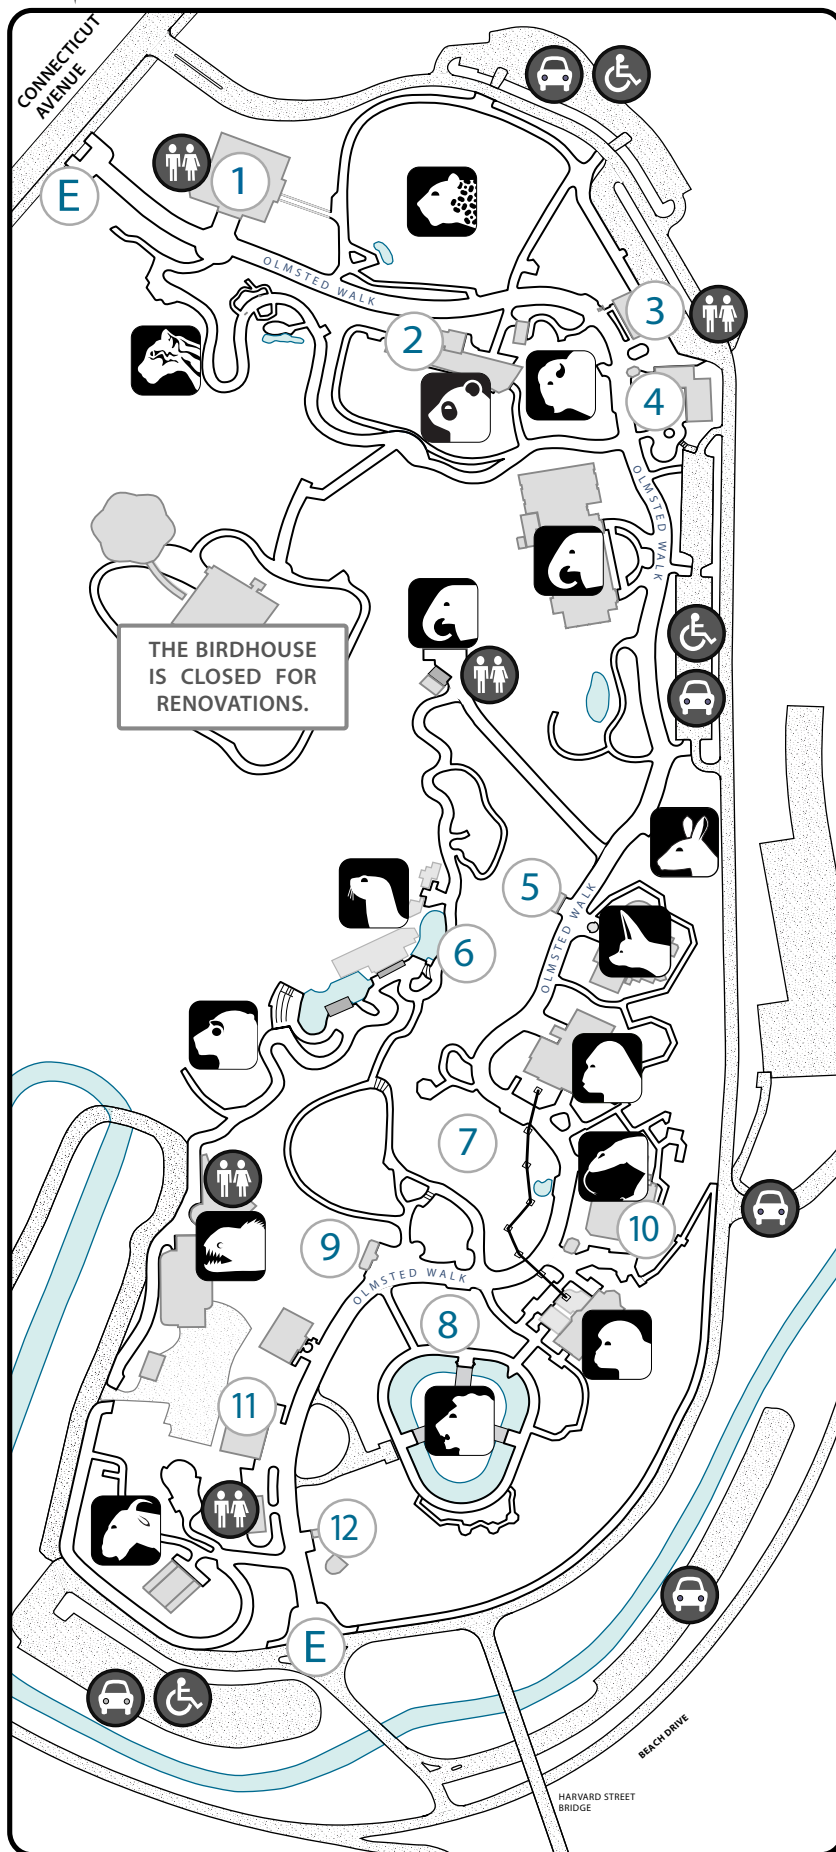 CONNECTICUT
AVENUE
E
1
OLMSTED WALK
2
3
4
OLMSTED WALK
THE BIRDHOUSE
IS CLOSED FOR
RENOVATIONS.
5
OLMSTED WALK
6
7
10
9
OLMSTED WALK
8
11
12
E
BEACH DRIVE
HARVARD STREET
BRIDGE